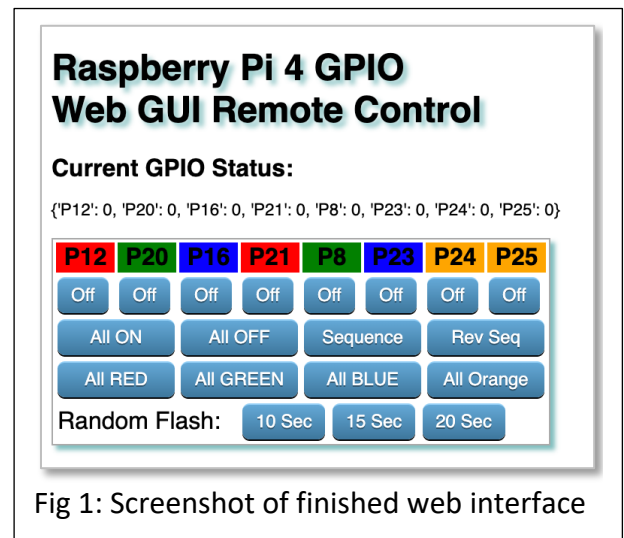 Raspberry Pi 4 GPIO
Web GUI Remote Control
Current GPIO Status:
{'P12': 0, 'P20': 0, 'P16': 0, 'P21': 0, 'P8': 0, 'P23': 0, 'P24': 0, 'P25': 0}
P12 P20 P16 P21 P8 P23 P24 P25
Off Off Off Off Off Off Off Off
All ON All OFF Sequence Rev Seq
All RED All GREEN All BLUE All Orange
Random Flash: 10 Sec 15 Sec 20 Sec
Fig 1: Screenshot of finished web interface